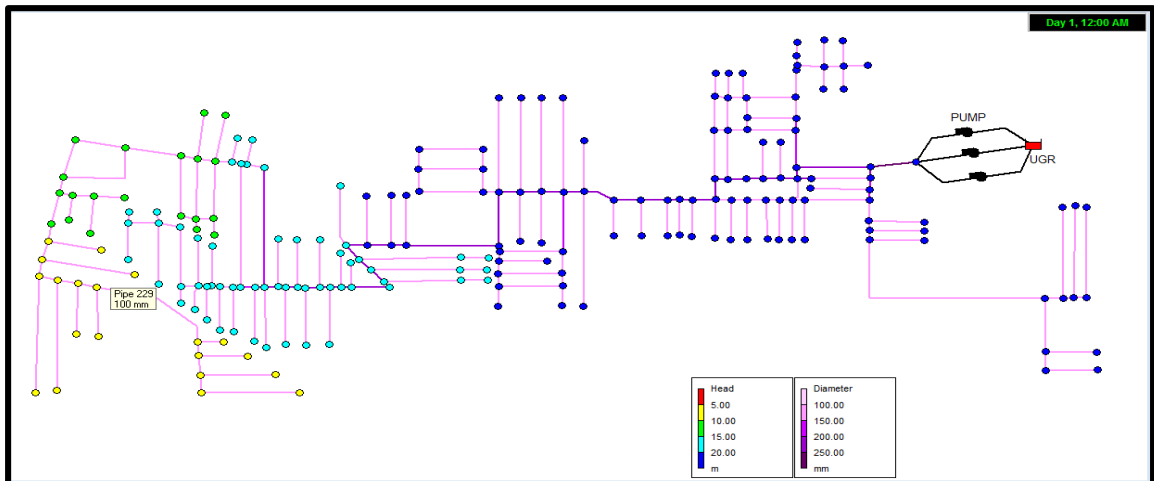 Day 1, 12:00 AM
PUMP
UGR
Pipe 229
100 mm
Head
5.00
10.00
15.00
20.00
m
Diameter
100.00
150.00
200.00
250.00
mm